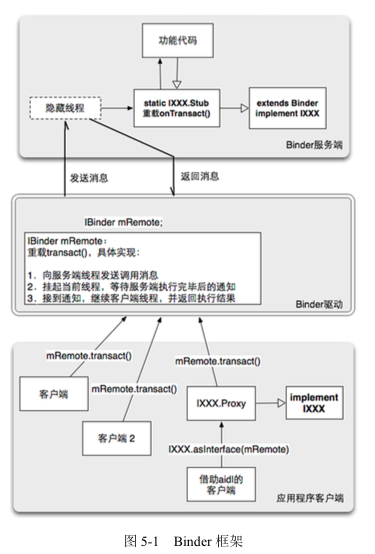 功能代码
隐藏线程
static IXXX.Stub
重载onTransact()
extends Binder
implement IXXX
Binder服务端
发送消息
返回消息
IBinder mRemote;
IBinder mRemote：
重载transact()，具体实现：
1．向服务端线程发送调用消息
2．挂起当前线程，等待服务端执行完毕后的通知
3．接到通知，继续客户端线程，并返回执行结果
Binder驱动
mRemote.transact()
mRemote.transact()
mRemote.transact()
客户端
IXXX.Proxy
implement
IXXX
客户端 2
IXXX.asInterface(mRemote)
借助aidl的
客户端
应用程序客户端
图 5-1 Binder 框架